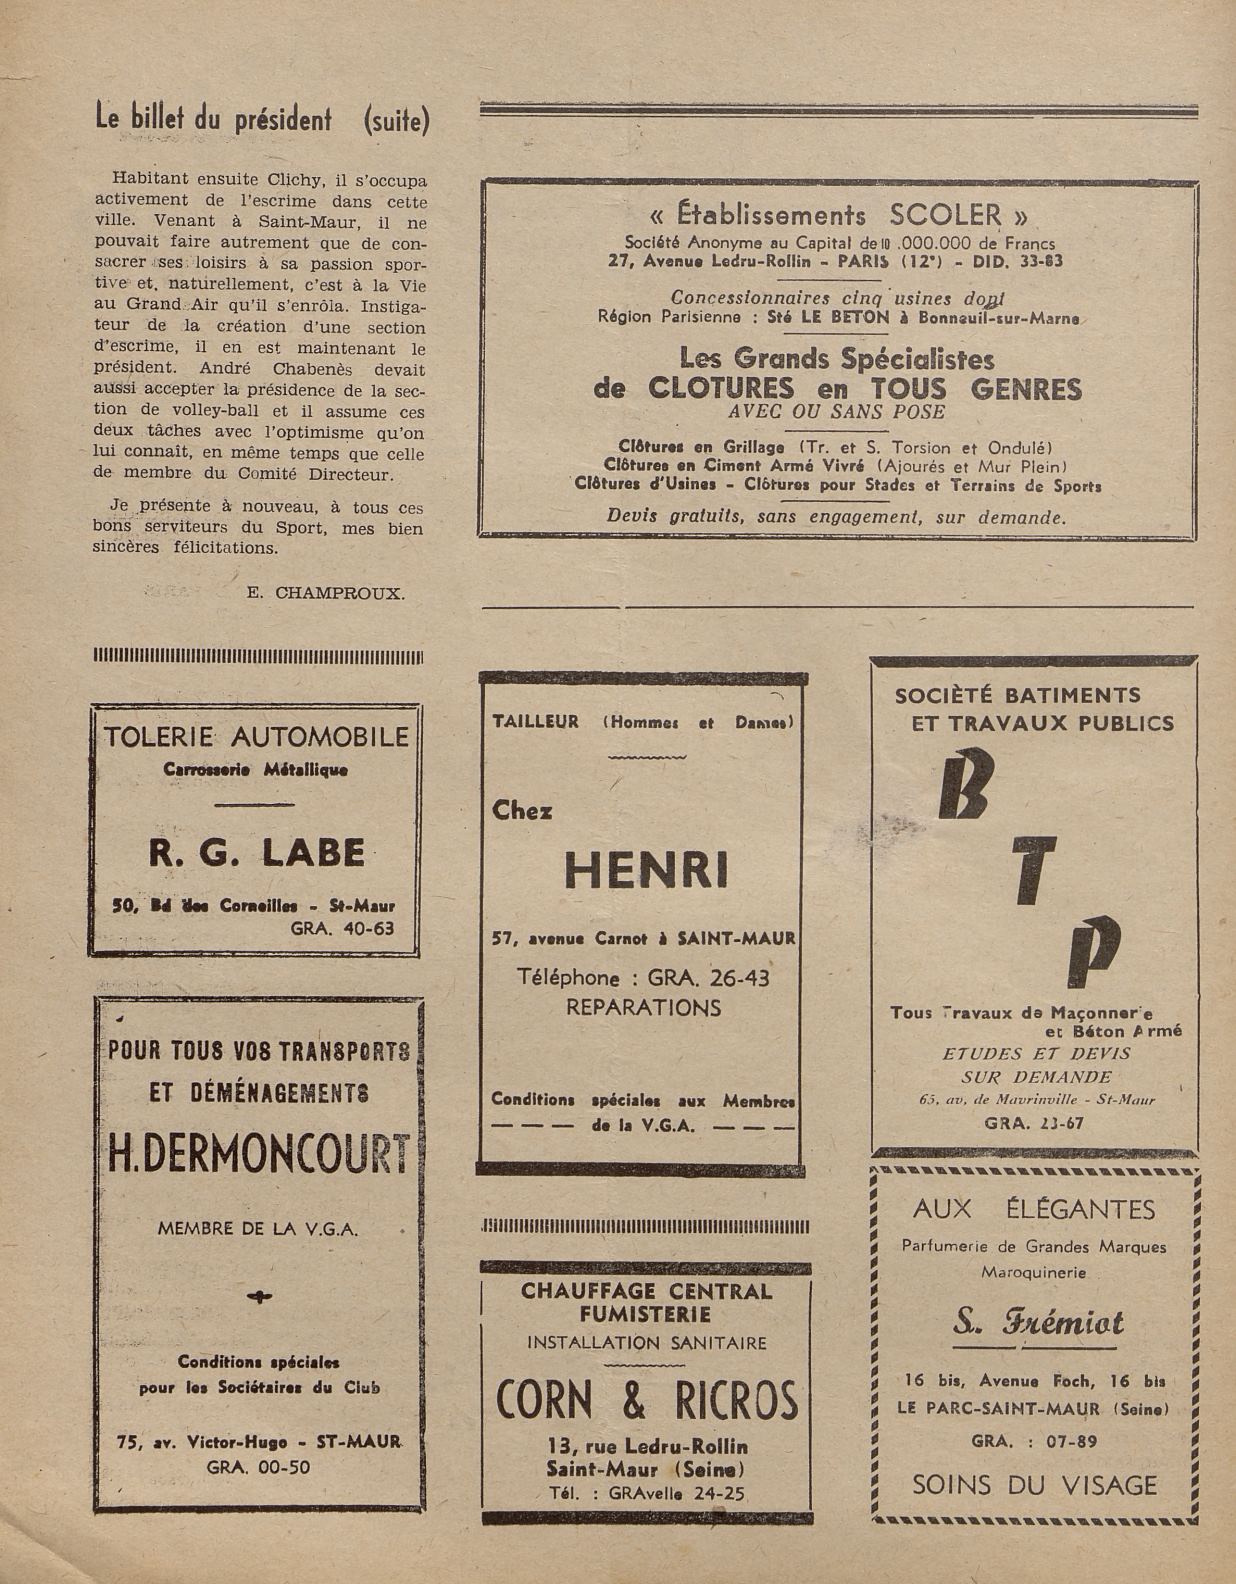 Le billet du président (suite)
Habitant ensuite Clichy, il s'occupa
activement de l'escrime dans cette
ville. Venant à Saint-Maur, il ne
pouvait faire autrement que de con-
sacrer ses loisirs à sa passion spor-
tive et, naturellement, c'est à la Vie
au Grand Air qu'il s'enrôla. Instiga-
teur de la création d'une section
d'escrime, il en est maintenant le
président. André Chabenès devait
aussi accepter la présidence de la sec-
tion de volley-ball et il assume ces
deux tâches avec l'optimisme qu'on
lui connaît, en même temps que celle
de membre du Comité Directeur.
Je présente à nouveau, à tous ces
bons serviteurs du Sport, mes bien
sincères félicitations.
E. CHAMPROUX.
« Établissements SCOLER »
Société Anonyme au Capital de 10 .000.000 de Francs
27, Avenue Ledru-Rollin - PARIS (12e) - DID. 33-83
Concessionnaires cinq usines dont
Région Parisienne : Sté LE BETON à Bonneuil-sur-Marne
Les Grands Spécialistes
de CLOTURES en TOUS GENRES
AVEC OU SANS POSE
Clôtures en Grillage (Tr. et S. Torsion et Ondulé)
Clôtures en Ciment Armé Vivré (Ajourés et Mur Plein)
Clôtures d'Usines - Clôtures pour Stades et Terrains de Sports
Devis gratuits, sans engagement, sur demande.
TOLERIE AUTOMOBILE
Carrosserie Métallique
R. G. LABE
50, Bd des Corneilles - St-Maur
GRA. 40-63
POUR TOUS VOS TRANSPORTS
ET DÉMÉNAGEMENTS
H. DERMONCOURT
MEMBRE DE LA V.G.A.
Conditions spéciales
pour les Sociétaires du Club
75, av. Victor-Hugo - ST-MAUR
GRA. 00-50
TAILLEUR (Hommes et Dames)
Chez
HENRI
57, avenue Carnot à SAINT-MAUR
Téléphone : GRA. 26-43
REPARATIONS
Conditions spéciales aux Membres
— — — de la V.G.A. — — —
CHAUFFAGE CENTRAL
FUMISTERIE
INSTALLATION SANITAIRE
CORN & RICROS
13, rue Ledru-Rollin
Saint-Maur (Seine)
Tél. : GRAvelle 24-25
SOCIÈTÉ BATIMENTS
ET TRAVAUX PUBLICS
B
T
P
Tous Travaux de Maçonnerie
et Béton Armé
ETUDES ET DEVIS
SUR DEMANDE
65, av. de Mavrinville - St-Maur
GRA. 23-67
AUX ÉLÉGANTES
Parfumerie de Grandes Marques
Maroquinerie
S. Frémiot
16 bis, Avenue Foch, 16 bis
LE PARC-SAINT-MAUR (Seine)
GRA. : 07-89
SOINS DU VISAGE